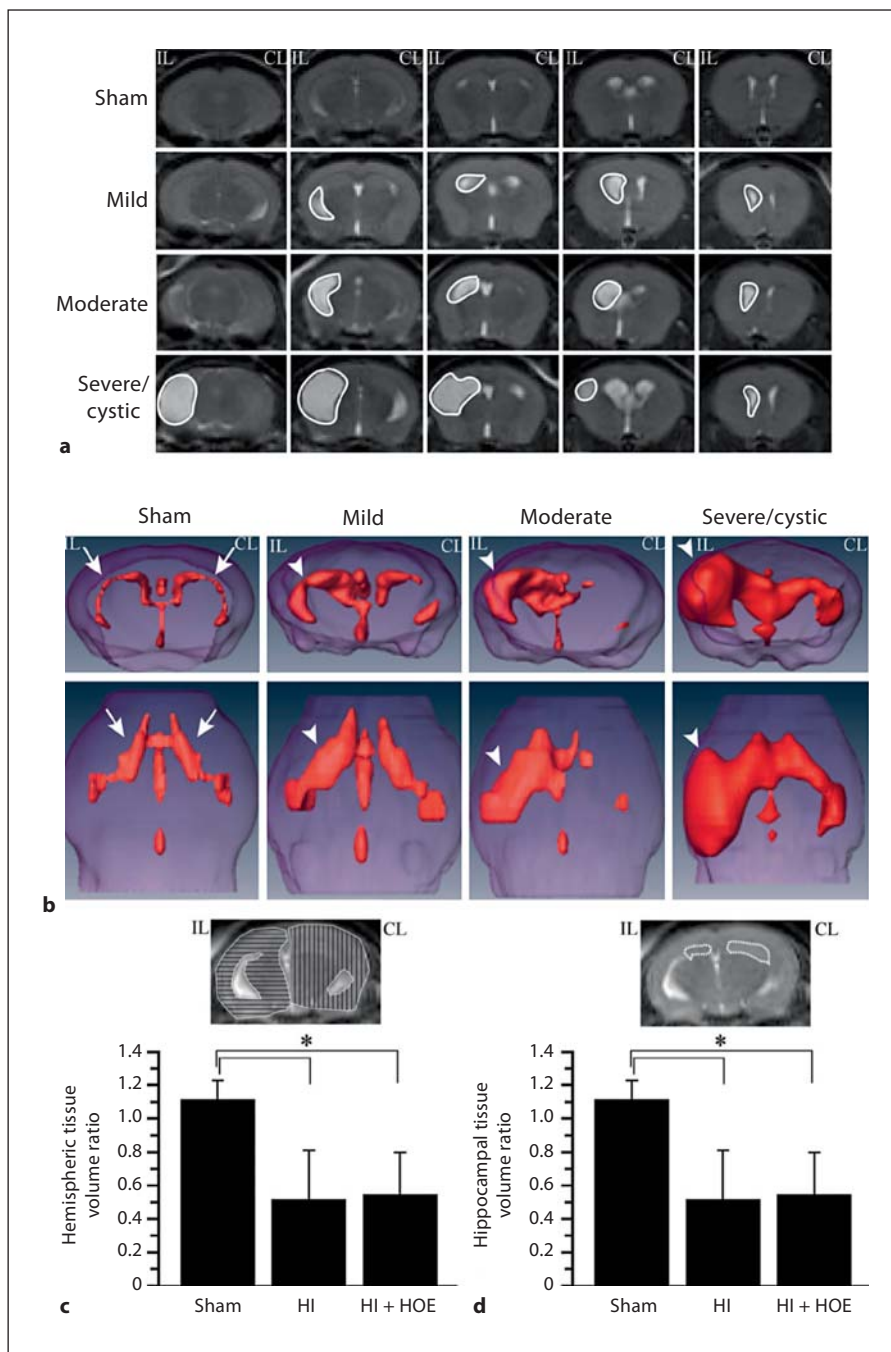 IL CL IL CL IL CL IL CL IL CL
Sham
Mild
Moderate
Severe/
cystic
a
Sham Mild Moderate Severe/cystic
IL CL IL CL IL CL IL CL
b
IL CL
Hemispheric tissue
volume ratio
1.4
1.2
1.0
0.8
0.6
0.4
0.2
0
*
Sham HI HI + HOE
c
IL CL
Hippocampal tissue
volume ratio
1.4
1.2
1.0
0.8
0.6
0.4
0.2
0
*
Sham HI HI + HOE
d